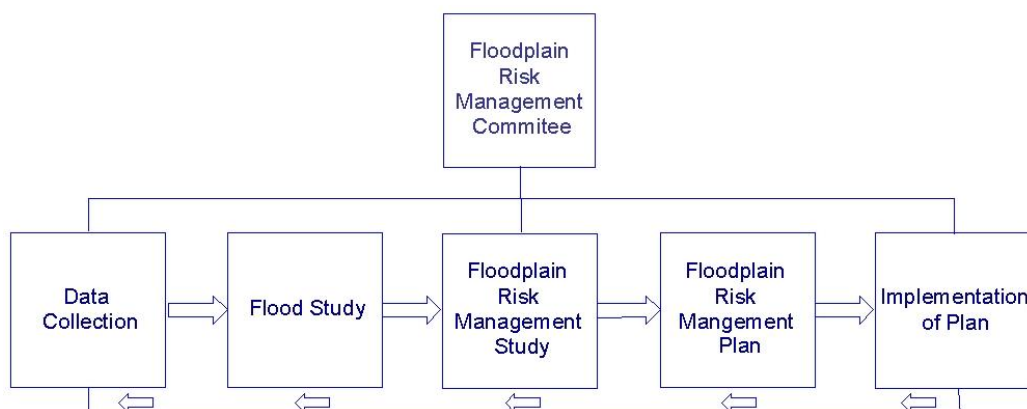 Floodplain
Risk
Management
Commitee
Data
Collection
Flood Study
Floodplain
Risk
Management
Study
Floodplain
Risk
Mangement
Plan
Implementation
of Plan